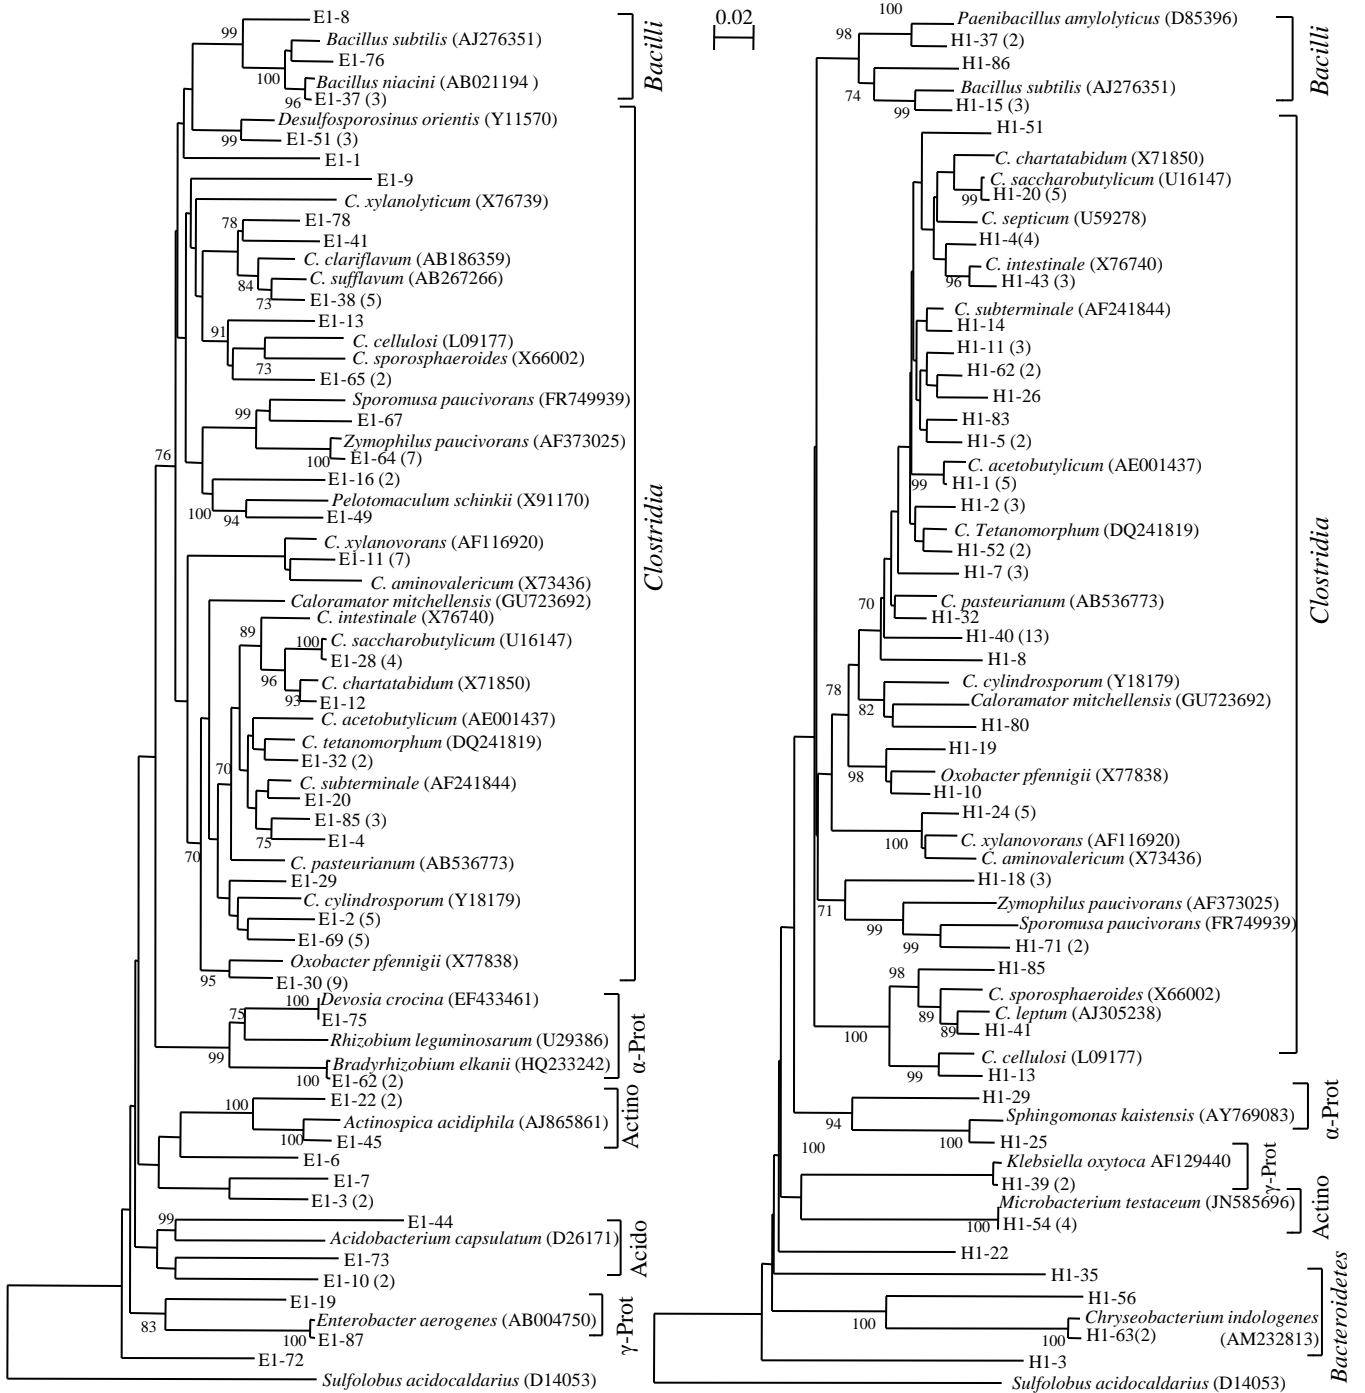 E1-8
99
Bacillus subtilis (AJ276351)
E1-76
100
Bacillus niacini (AB021194 )
96
E1-37 (3)
Bacilli
Desulfosporosinus orientis (Y11570)
99
E1-51 (3)
E1-1
E1-9
C. xylanolyticum (X76739)
78
E1-78
E1-41
C. clariflavum (AB186359)
84
C. sufflavum (AB267266)
73
E1-38 (5)
91
E1-13
C. cellulosi (L09177)
C. sporosphaeroides (X66002)
73
E1-65 (2)
Sporomusa paucivorans (FR749939)
99
E1-67
Zymophilus paucivorans (AF373025)
100
E1-64 (7)
76
E1-16 (2)
Pelotomaculum schinkii (X91170)
100
94
E1-49
C. xylanovorans (AF116920)
E1-11 (7)
C. aminovalericum (X73436)
Caloramator mitchellensis (GU723692)
C. intestinale (X76740)
89
100
C. saccharobutylicum (U16147)
E1-28 (4)
96
C. chartatabidum (X71850)
93
E1-12
C. acetobutylicum (AE001437)
C. tetanomorphum (DQ241819)
E1-32 (2)
70
C. subterminale (AF241844)
E1-20
E1-85 (3)
75
E1-4
70
C. pasteurianum (AB536773)
E1-29
C. cylindrosporum (Y18179)
E1-2 (5)
E1-69 (5)
Oxobacter pfennigii (X77838)
95
E1-30 (9)
Clostridia
100
Devosia crocina (EF433461)
75
E1-75
Rhizobium leguminosarum (U29386)
99
Bradyrhizobium elkanii (HQ233242)
100
E1-62 (2)
α-Prot
E1-22 (2)
100
Actinospica acidiphila (AJ865861)
100
E1-45
Actino
E1-6
E1-7
E1-3 (2)
99
E1-44
Acidobacterium capsulatum (D26171)
E1-73
E1-10 (2)
Acido
E1-19
Enterobacter aerogenes (AB004750)
83
100
E1-87
γ-Prot
E1-72
Sulfolobus acidocaldarius (D14053)
0.02
100
Paenibacillus amylolyticus (D85396)
98
H1-37 (2)
H1-86
74
Bacillus subtilis (AJ276351)
99
H1-15 (3)
Bacilli
H1-51
C. chartatabidum (X71850)
C. saccharobutylicum (U16147)
99
H1-20 (5)
C. septicum (U59278)
H1-4(4)
C. intestinale (X76740)
96
H1-43 (3)
C. subterminale (AF241844)
H1-14
H1-11 (3)
H1-62 (2)
H1-26
H1-83
H1-5 (2)
C. acetobutylicum (AE001437)
99
H1-1 (5)
H1-2 (3)
C. Tetanomorphum (DQ241819)
H1-52 (2)
H1-7 (3)
70
C. pasteurianum (AB536773)
H1-32
H1-40 (13)
H1-8
78
C. cylindrosporum (Y18179)
82
Caloramator mitchellensis (GU723692)
H1-80
H1-19
98
Oxobacter pfennigii (X77838)
H1-10
H1-24 (5)
100
C. xylanovorans (AF116920)
C. aminovalericum (X73436)
H1-18 (3)
71
Zymophilus paucivorans (AF373025)
99
Sporomusa paucivorans (FR749939)
99
H1-71 (2)
98
H1-85
C. sporosphaeroides (X66002)
89
C. leptum (AJ305238)
89
H1-41
100
C. cellulosi (L09177)
99
H1-13
Clostridia
H1-29
94
Sphingomonas kaistensis (AY769083)
100
H1-25
α-Prot
100
Klebsiella oxytoca AF129440
H1-39 (2)
γ-Prot
Microbacterium testaceum (JN585696)
100
H1-54 (4)
Actino
H1-22
H1-35
H1-56
100
Chryseobacterium indologenes
100
H1-63(2)
(AM232813)
H1-3
Bacteroidetes
Sulfolobus acidocaldarius (D14053)